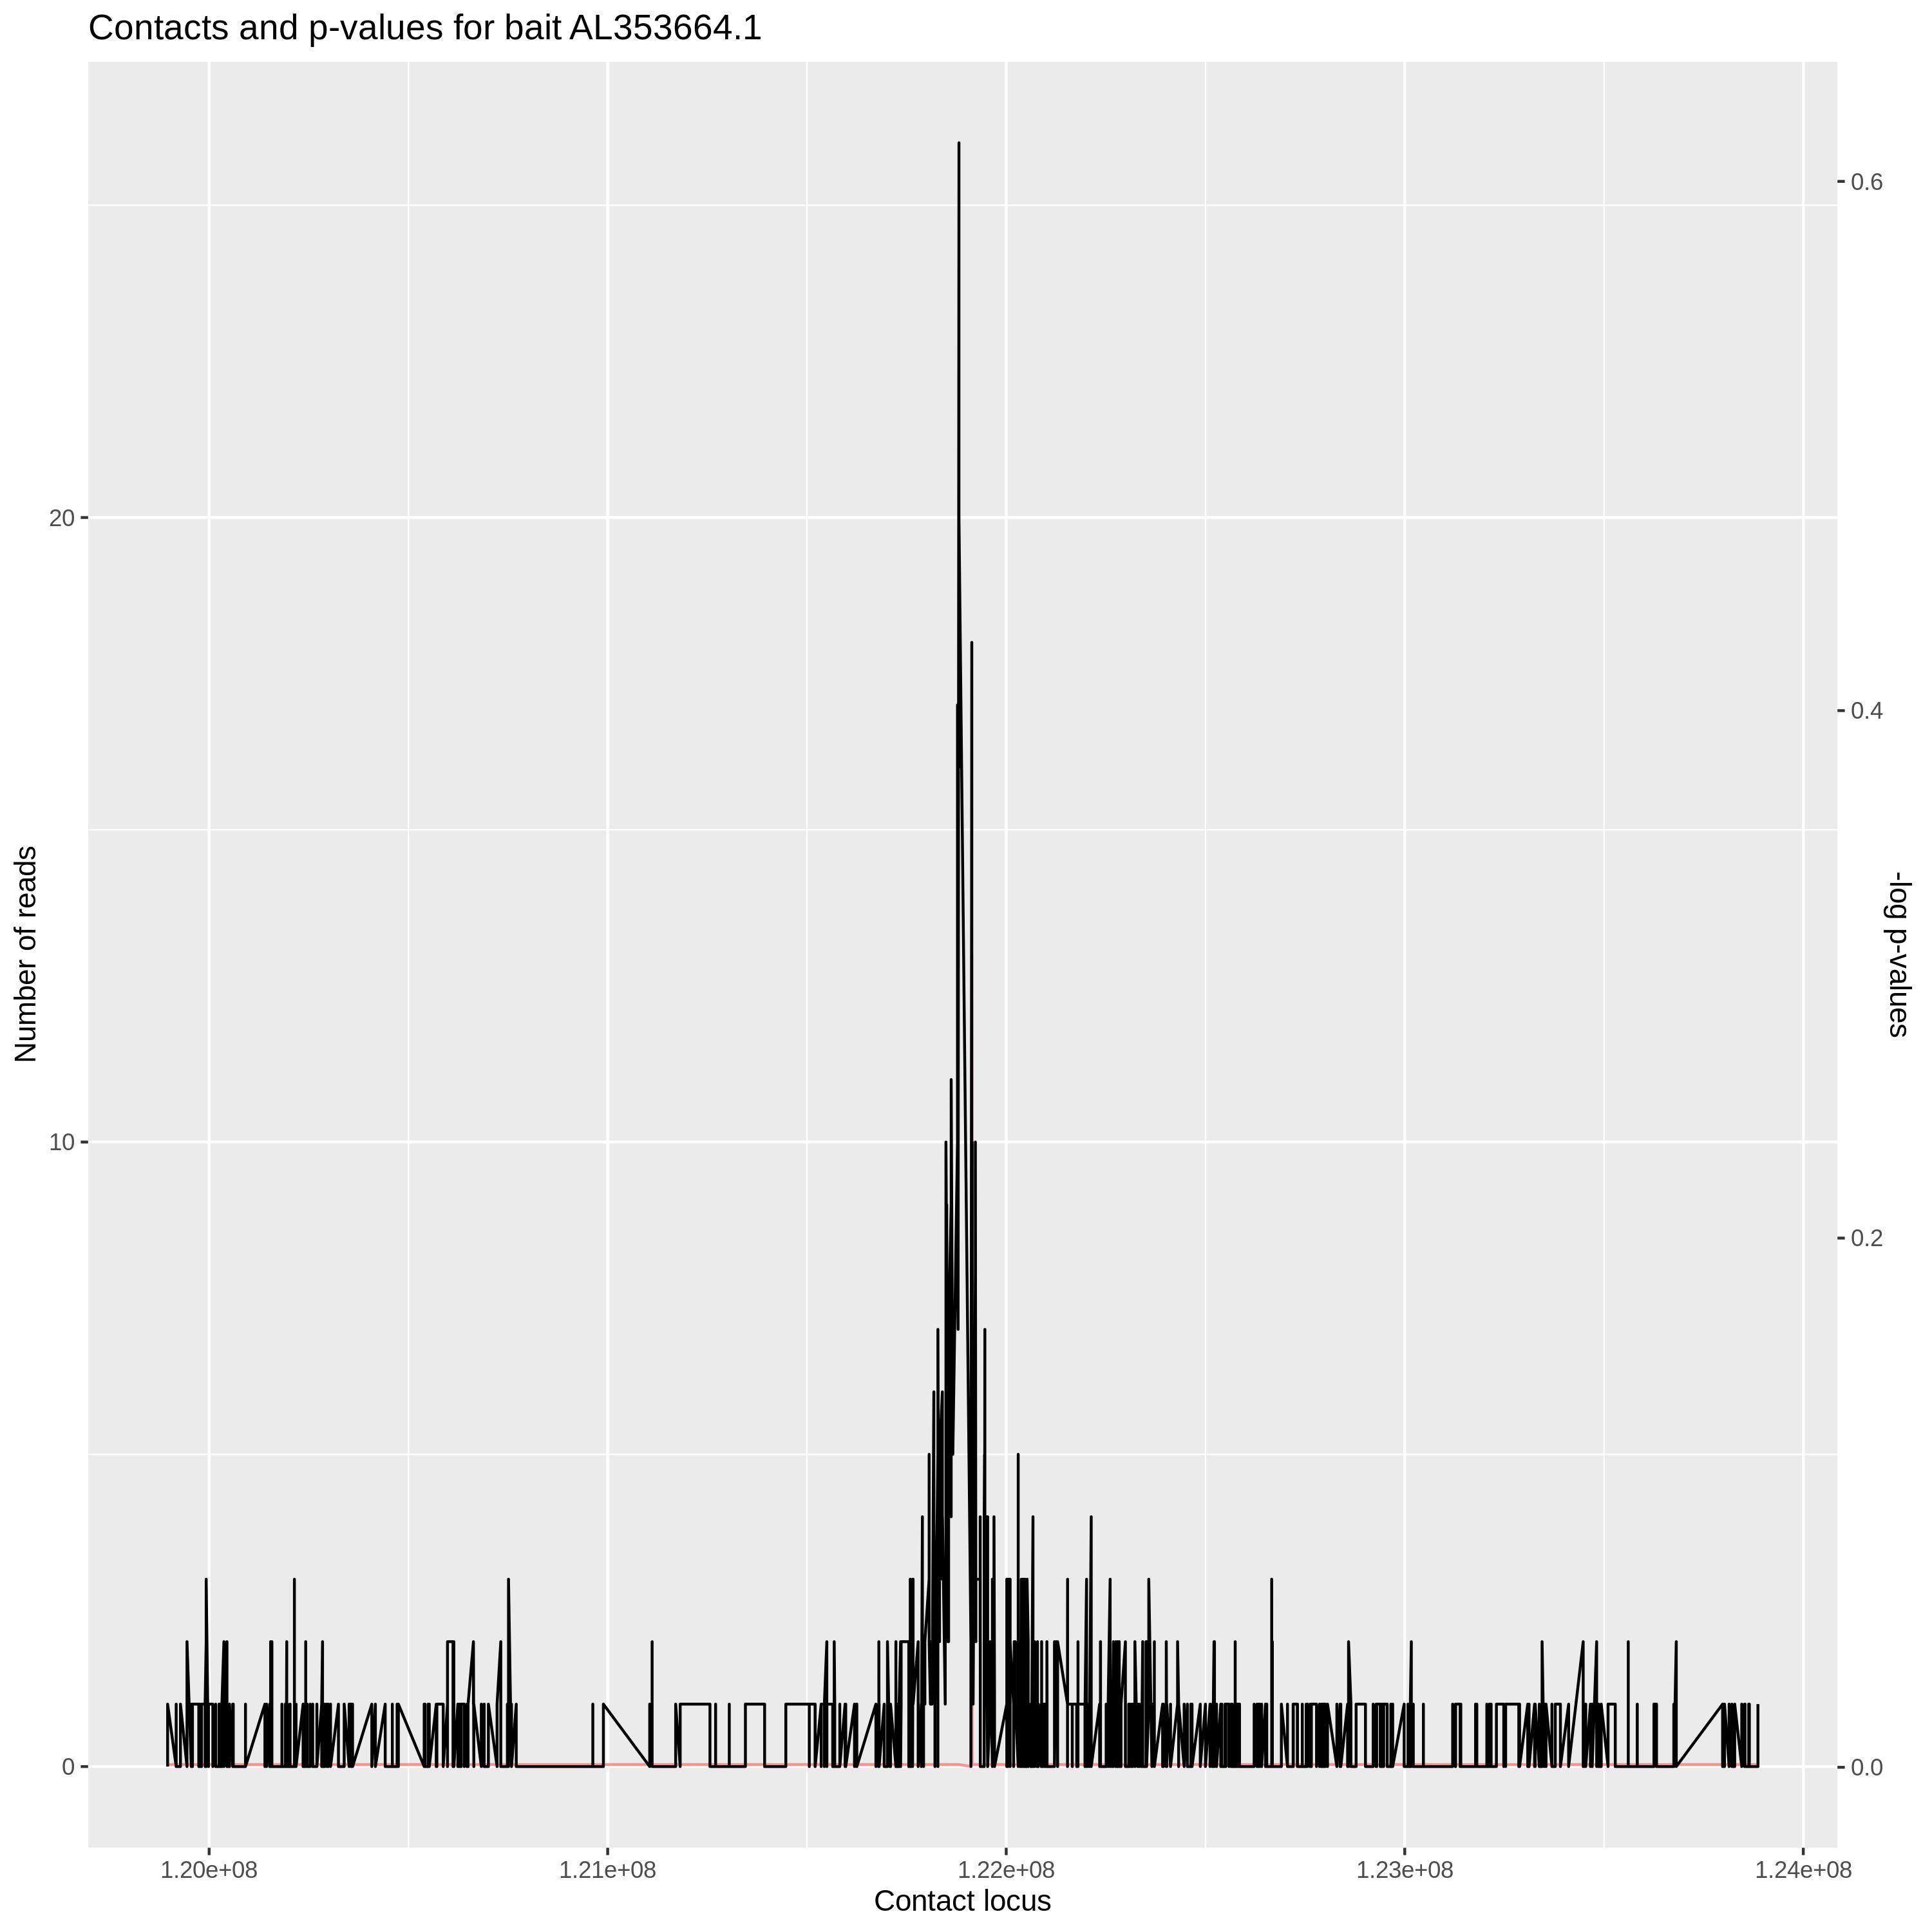 Contacts and p-values for bait AL353664.1
Number of reads
20
10
0
0.6
0.4
0.2
0.0
-log p-values
1.20e+08 1.21e+08 1.22e+08 1.23e+08 1.24e+08
Contact locus